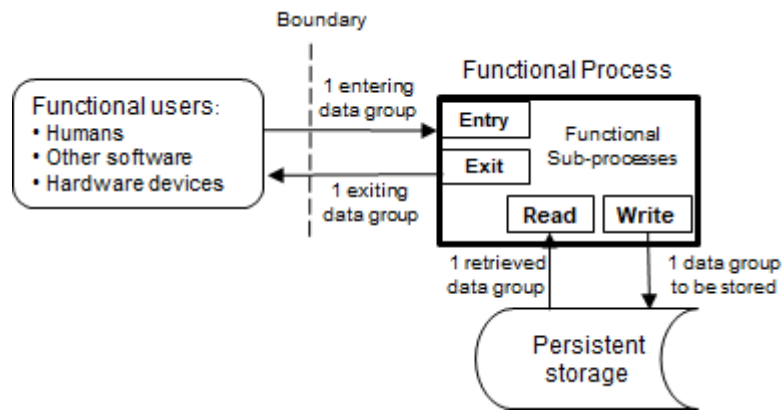 Boundary
Functional users:
• Humans
• Other software
• Hardware devices
1 entering
data group
1 exiting
data group
Functional Process
Entry
Exit
Functional
Sub-processes
Read
Write
1 retrieved
data group
1 data group
to be stored
Persistent
storage